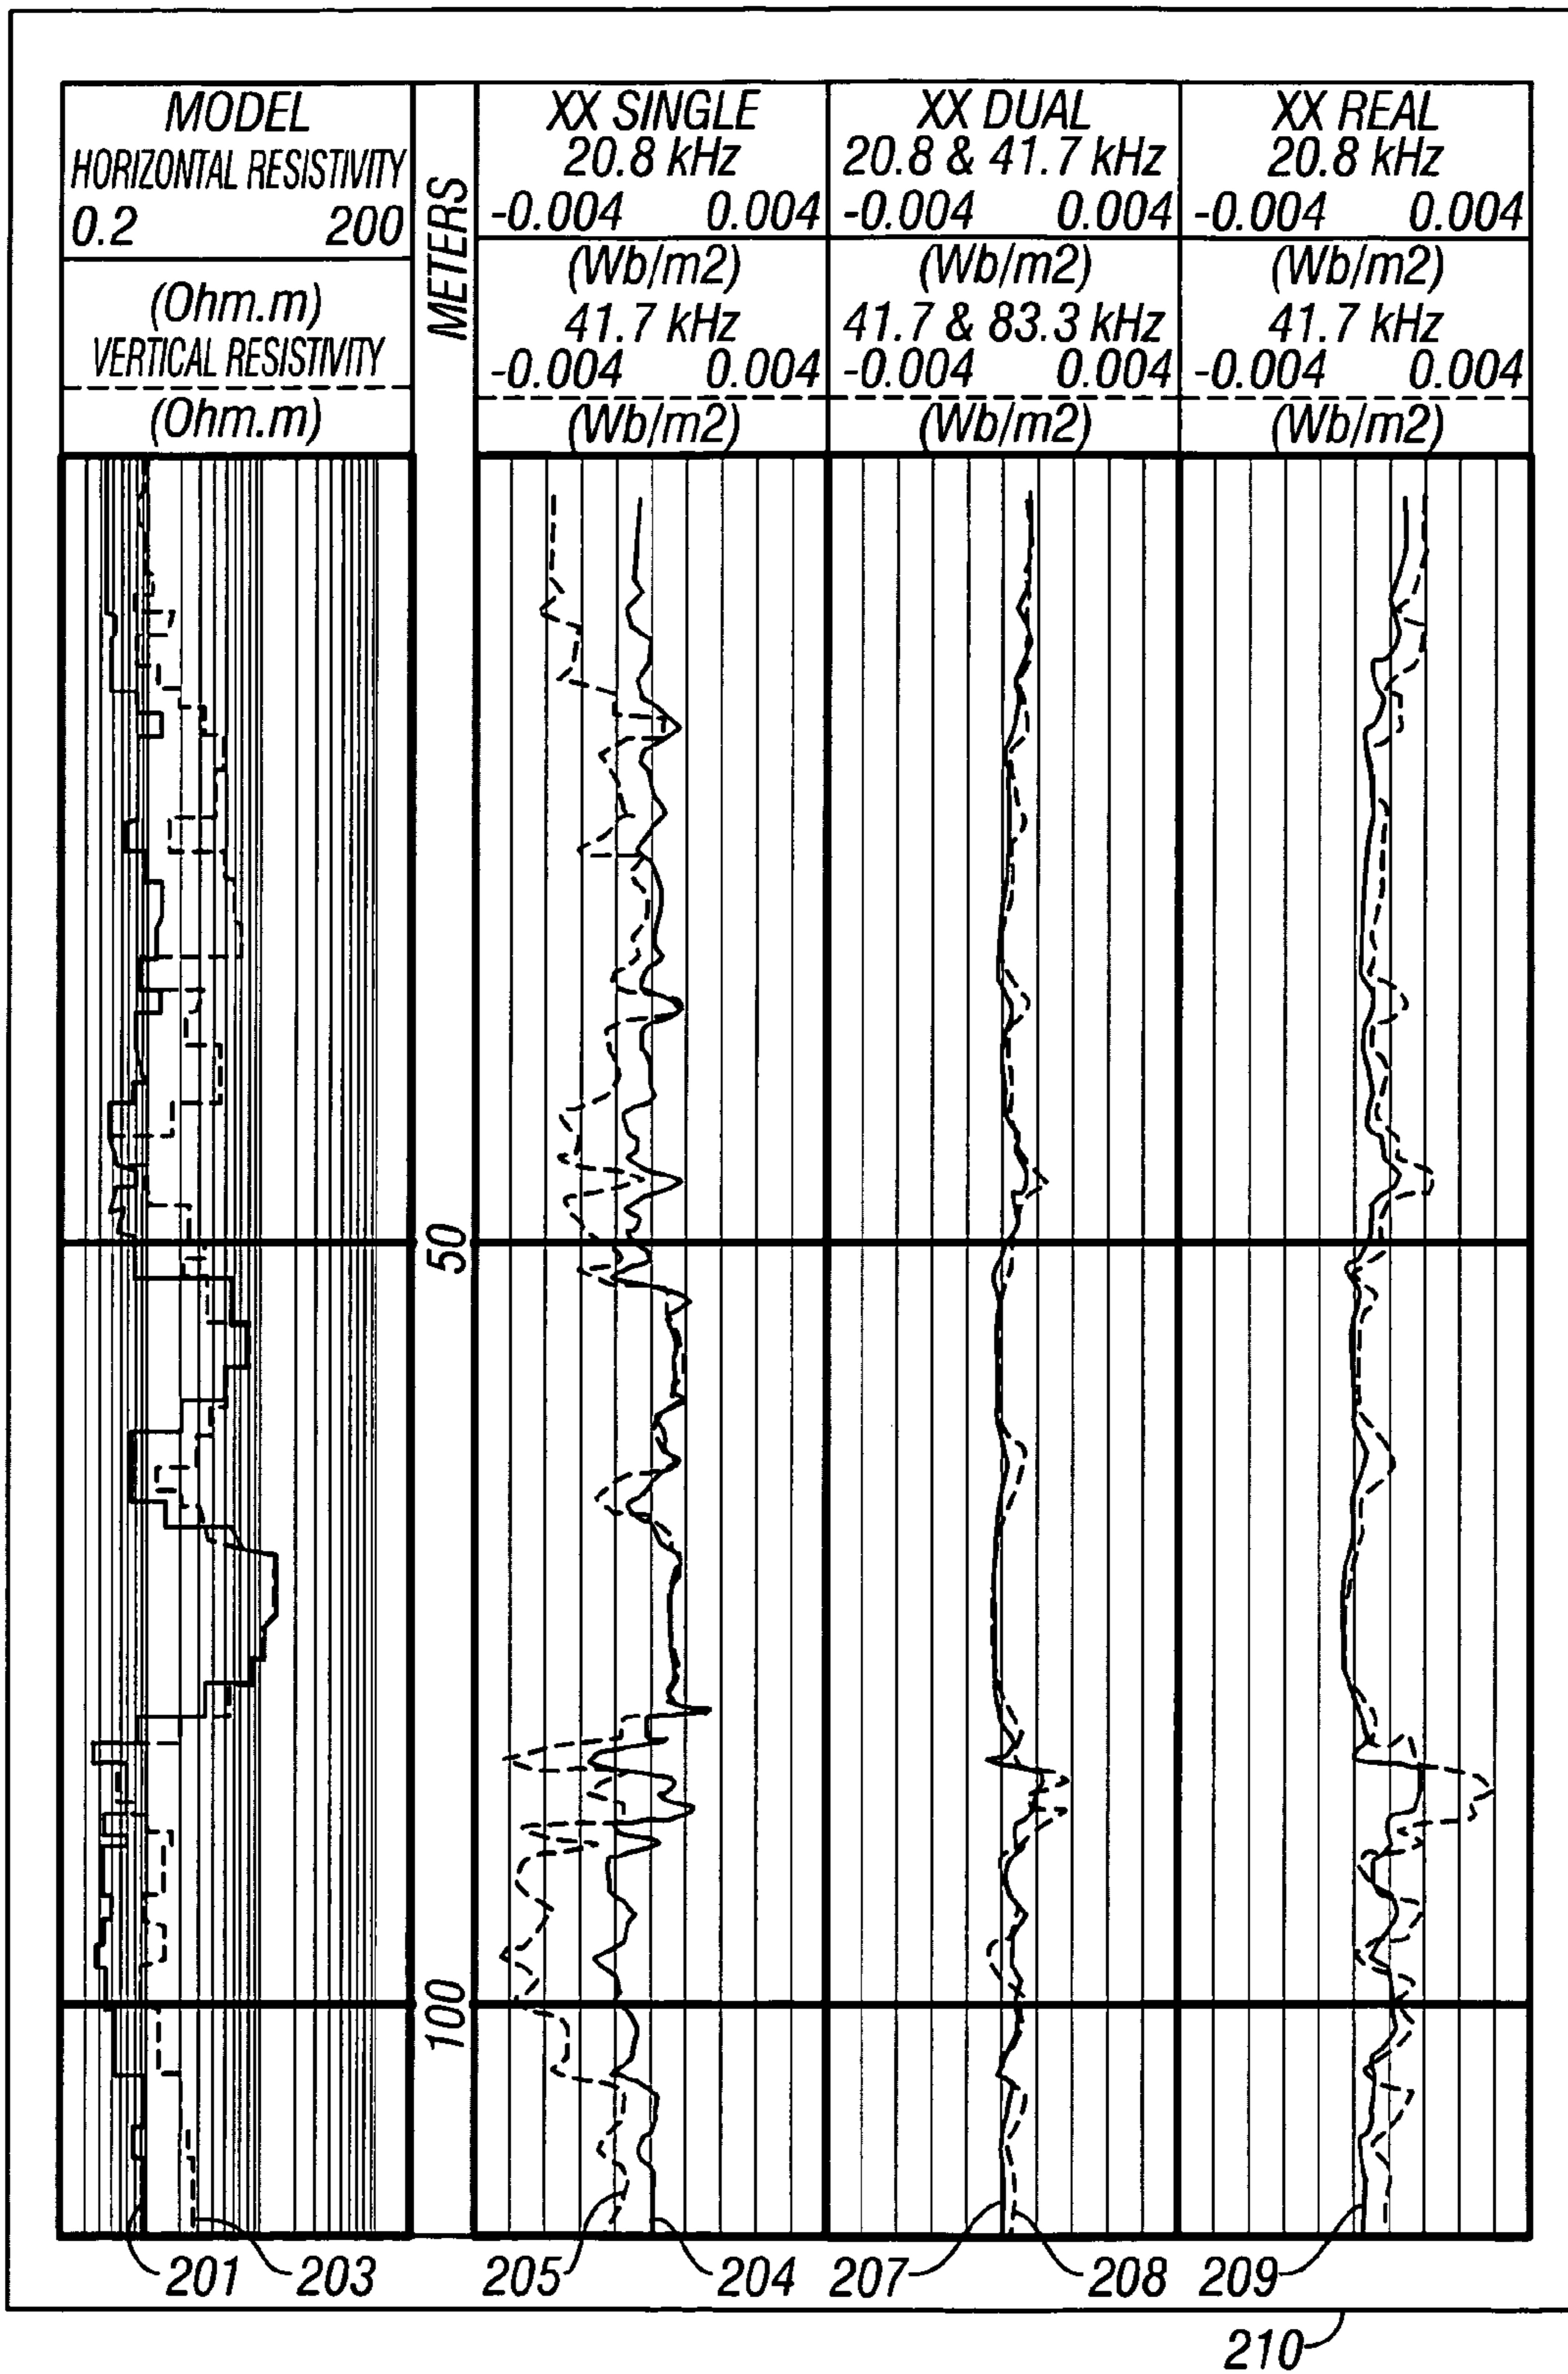 MODEL
HORIZONTAL RESISTIVITY
0.2 200
(Ohm.m)
VERTICAL RESISTIVITY
(Ohm.m)
METERS
XX SINGLE
20.8 kHz
-0.004 0.004
(Wb/m2)
41.7 kHz
-0.004 0.004
(Wb/m2)
XX DUAL
20.8 & 41.7 kHz
-0.004 0.004
(Wb/m2)
41.7 & 83.3 kHz
-0.004 0.004
(Wb/m2)
XX REAL
20.8 kHz
-0.004 0.004
(Wb/m2)
41.7 kHz
-0.004 0.004
(Wb/m2)
50
100
201 203 205 204 207 208 209
210